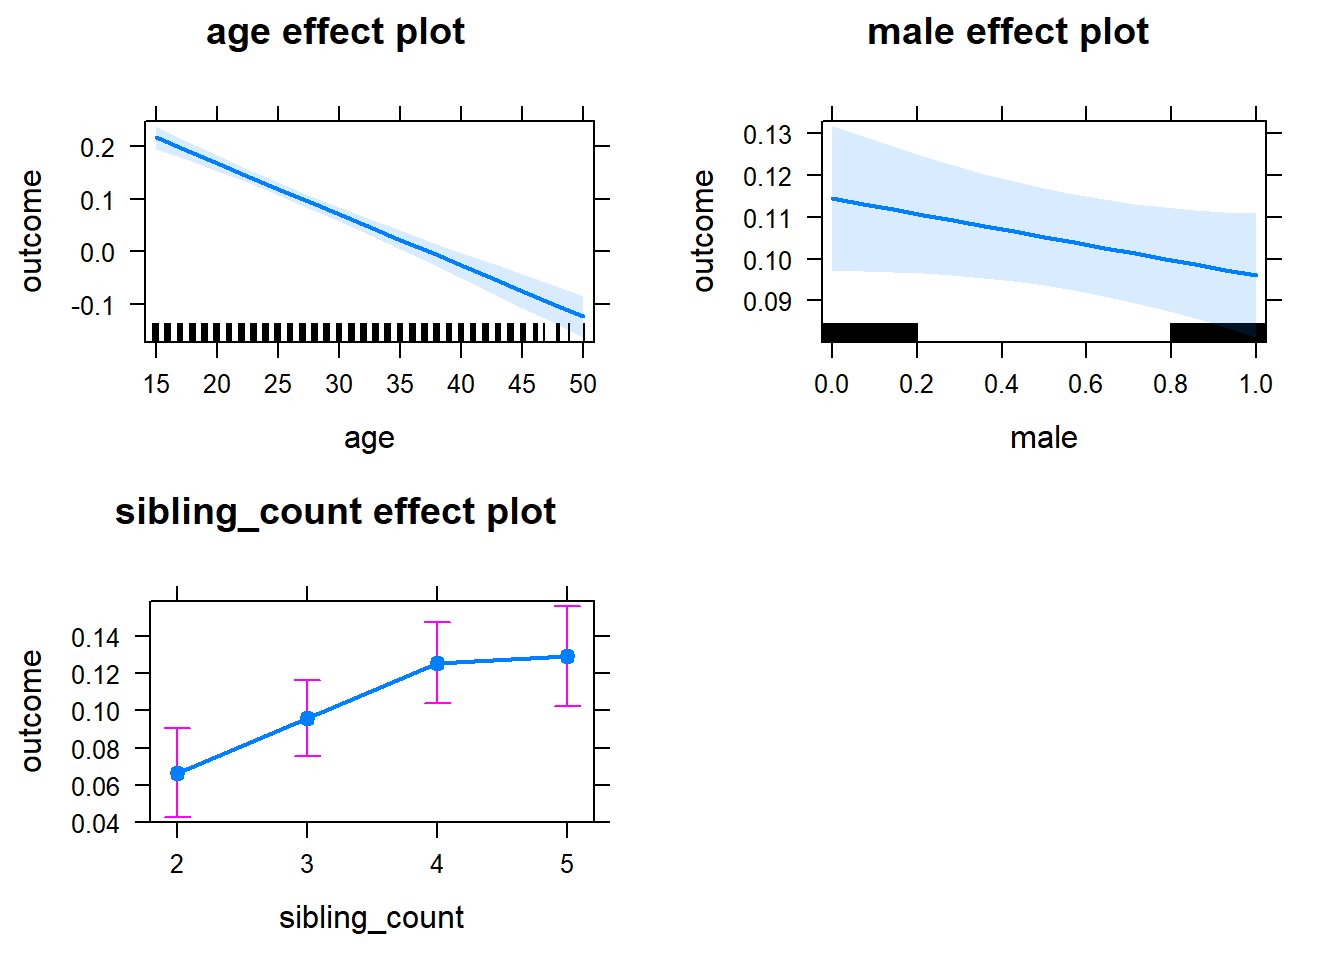 age effect plot
outcome
0.2
0.1
0.0
-0.1
15 20 25 30 35 40 45 50
age
male effect plot
outcome
0.13
0.12
0.11
0.10
0.09
0.0 0.2 0.4 0.6 0.8 1.0
male
sibling_count effect plot
outcome
0.14
0.12
0.10
0.08
0.06
0.04
2 3 4 5
sibling_count